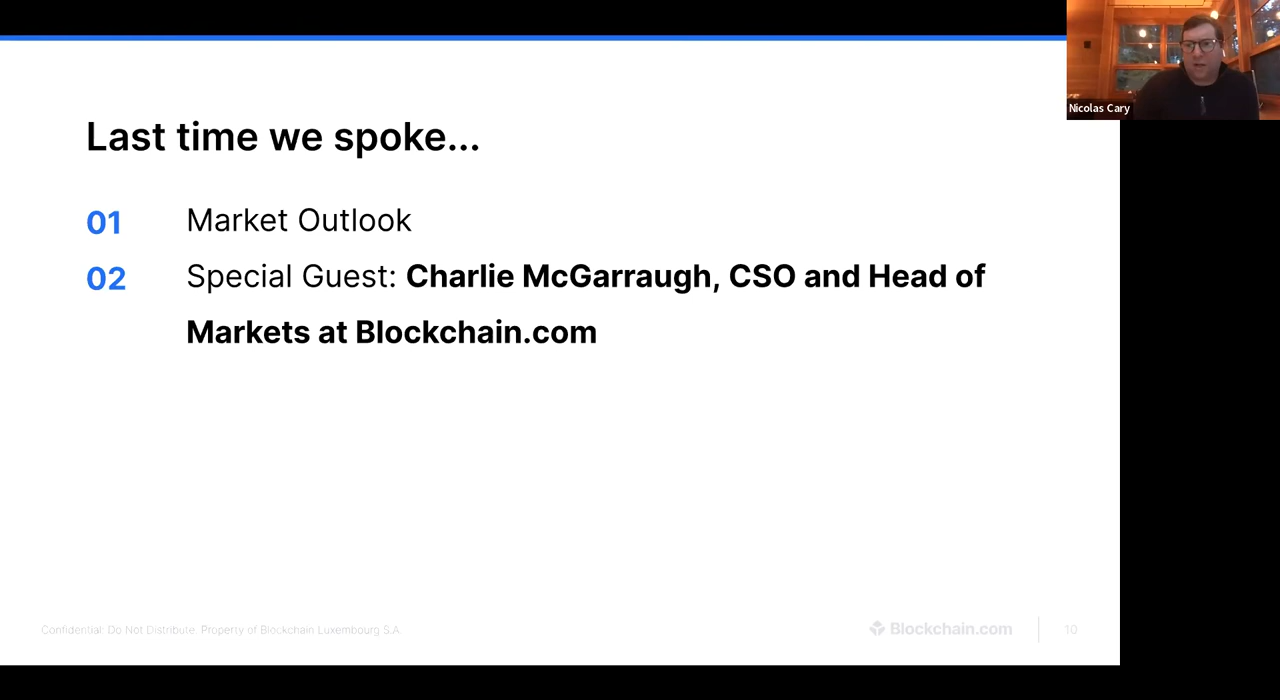 Nicolas Cary
Last time we spoke...
01 Market Outlook
02 Special Guest: Charlie McGarraugh, CSO and Head of
Markets at Blockchain.com
Confidential: Do Not Distribute. Property of Blockchain Luxembourg S.A.
Blockchain.com
10